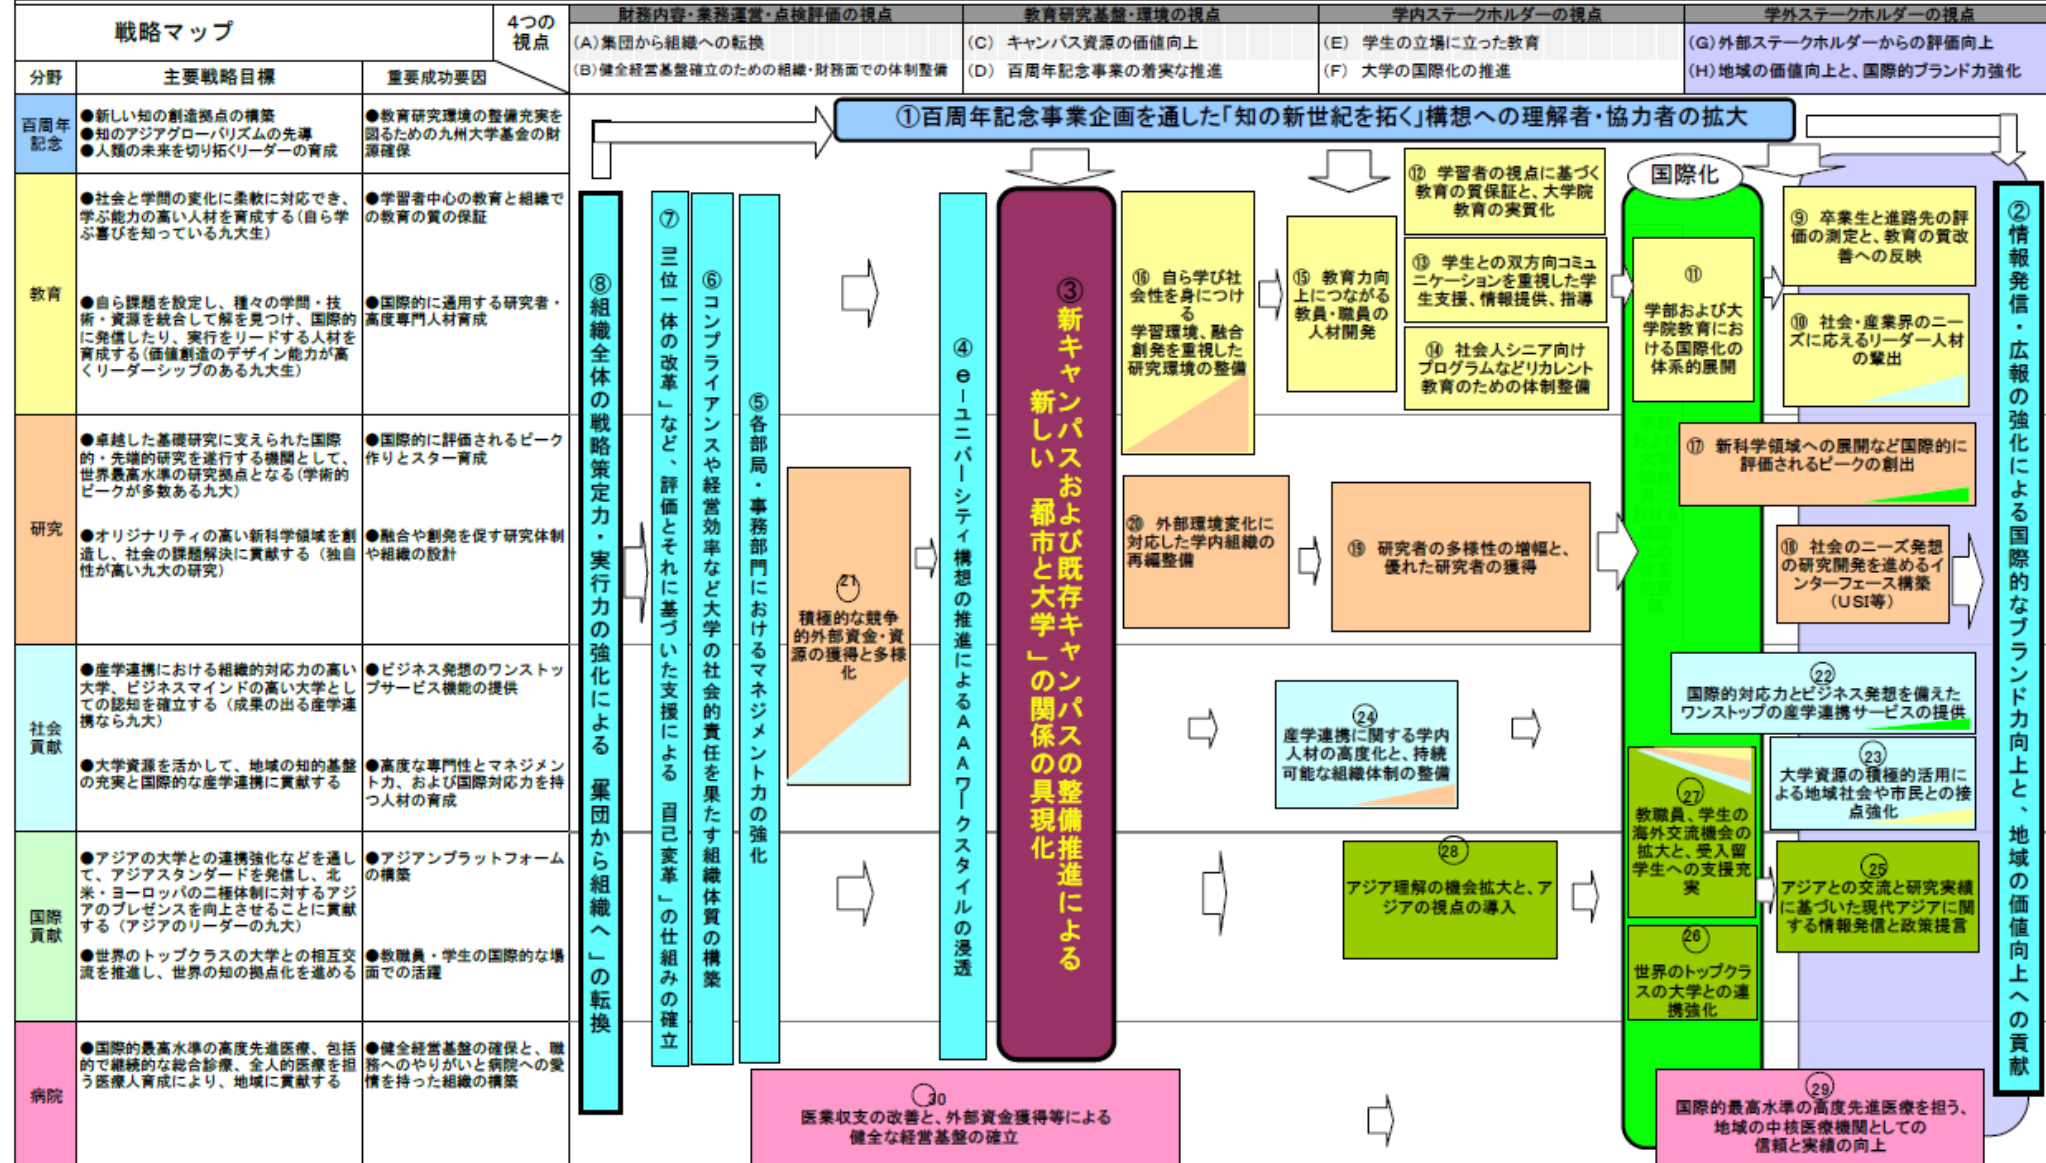 戦略マップ
4つの
視点
分野
主要戦略目標
重要成功要因
財務内容・業務運営・点検評価の視点
(A)集団から組織への転換
(B)健全経営基盤確立のための組織・財務面での体制整備
教育研究基盤・環境の視点
(C) キャンパス資源の価値向上
(D) 百周年記念事業の着実な推進
学内ステークホルダーの視点
(E) 学生の立場に立った教育
(F) 大学の国際化の推進
学外ステークホルダーの視点
(G)外部ステークホルダーからの評価向上
(H)地域の価値向上と、国際的ブランド力強化
百周年
記念
●新しい知の創造拠点の構築
●知のアジアグローバリズムの先導
●人類の未来を切り拓くリーダーの育成
●教育研究環境の整備充実を
図るための九州大学基金の財
源確保
教育
●社会と学問の変化に柔軟に対応でき、
学ぶ能力の高い人材を育成する(自ら学
ぶ喜びを知っている九大生)
●学習者中心の教育と組織で
の教育の質の保証
●自ら課題を設定し、種々の学問・技
術・資源を統合して解を見つけ、国際的
に発信したり、実行をリードする人材を
育成する(価値創造のデザイン能力が高
くリーダーシップのある九大生)
●国際的に通用する研究者・
高度専門人材育成
研究
●卓越した基礎研究に支えられた国際
的・先端的研究を遂行する機関として、
世界最高水準の研究拠点となる(学術的
ピークが多数ある九大)
●国際的に評価されるピーク
作りとスター育成
●オリジナリティの高い新科学領域を創
造し、社会の課題解決に貢献する（独自
性が高い九大の研究）
●融合や創発を促す研究体制
や組織の設計
社会
貢献
●産学連携における組織的対応力の高い
大学、ビジネスマインドの高い大学とし
ての認知を確立する（成果の出る産学連
携なら九大）
●ビジネス発想のワンストッ
プサービス機能の提供
●大学資源を活かして、地域の知的基盤
の充実と国際的な産学連携に貢献する
●高度な専門性とマネジメン
ト力、および国際対応力を持
つ人材の育成
国際
貢献
●アジアの大学との連携強化などを通し
て、アジアスタンダードを発信し、北
米・ヨーロッパの二極体制に対するアジ
アのプレゼンスを向上させることに貢献
する（アジアのリーダーの九大）
●アジアンプラットフォーム
の構築
●世界のトップクラスの大学との相互交
流を推進し、世界の知の拠点化を進める
●教職員・学生の国際的な場
面での活躍
病院
●国際的最高水準の高度先進医療、包括
的で継続的な総合診療、全人的医療を担
う医療人育成により、地域に貢献する
●健全経営基盤の確保と、職
務へのやりがいと病院への愛
情を持った組織の構築
①百周年記念事業企画を通した「知の新世紀を拓く」構想への理解者・協力者の拡大
⑧組織全体の戦略策定力・実行力の強化による「集団から組織へ」の転換
⑦「三位一体の改革」など、評価とそれに基づいた支援による「自己変革」の仕組みの確立
⑥コンプライアンスや経営効率など大学の社会的責任を果たす組織体質の構築
⑤各部局・事務部門におけるマネジメント力の強化
21
積極的な競争
的外部資金・資
源の獲得と多様
化
④e-ユニバーシティ構想の推進によるAAAワークスタイルの浸透
③新キャンパスおよび既存キャンパスの整備推進による
新しい「都市と大学」の関係の具現化
⑯ 自ら学び社
会性を身につけ
る
学習環境、融合
創発を重視した
研究環境の整備
⑮ 教育力向
上につながる
教員・職員の
人材開発
⑫ 学習者の視点に基づく
教育の質保証と、大学院
教育の実質化
⑬ 学生との双方向コミュ
ニケーションを重視した学
生支援、情報提供、指導
⑭ 社会人シニア向け
プログラムなどリカレント
教育のための体制整備
国際化
⑪
学部および大
学院教育にお
ける国際化の
体系的展開
⑨ 卒業生と進路先の評
価の測定と、教育の質改
善への反映
⑩ 社会・産業界のニー
ズに応えるリーダー人材
の輩出
②情報発信・広報の強化による国際的なブランド力向上と、地域の価値向上への貢献
⑰ 新科学領域への展開など国際的に
評価されるピークの創出
⑳ 外部環境変化に
対応した学内組織の
再編整備
⑲ 研究者の多様性の増幅と、
優れた研究者の獲得
⑱ 社会のニーズ発想
の研究開発を進めるイ
ンターフェース構築
（USI等）
24
産学連携に関する学内
人材の高度化と、持続
可能な組織体制の整備
22
国際的対応力とビジネス発想を備えた
ワンストップの産学連携サービスの提供
23
大学資源の積極的活用に
よる地域社会や市民との接
点強化
27
教職員、学生の
海外交流機会の
拡大と、受入留
学生への支援充
実
28
アジア理解の機会拡大と、ア
ジアの視点の導入
25
アジアとの交流と研究実績
に基づいた現代アジアに関
する情報発信と政策提言
26
世界のトップクラ
スの大学との連
携強化
30
医業収支の改善と、外部資金獲得等による
健全な経営基盤の確立
29
国際的最高水準の高度先進医療を担う、
地域の中核医療機関としての
信頼と実績の向上